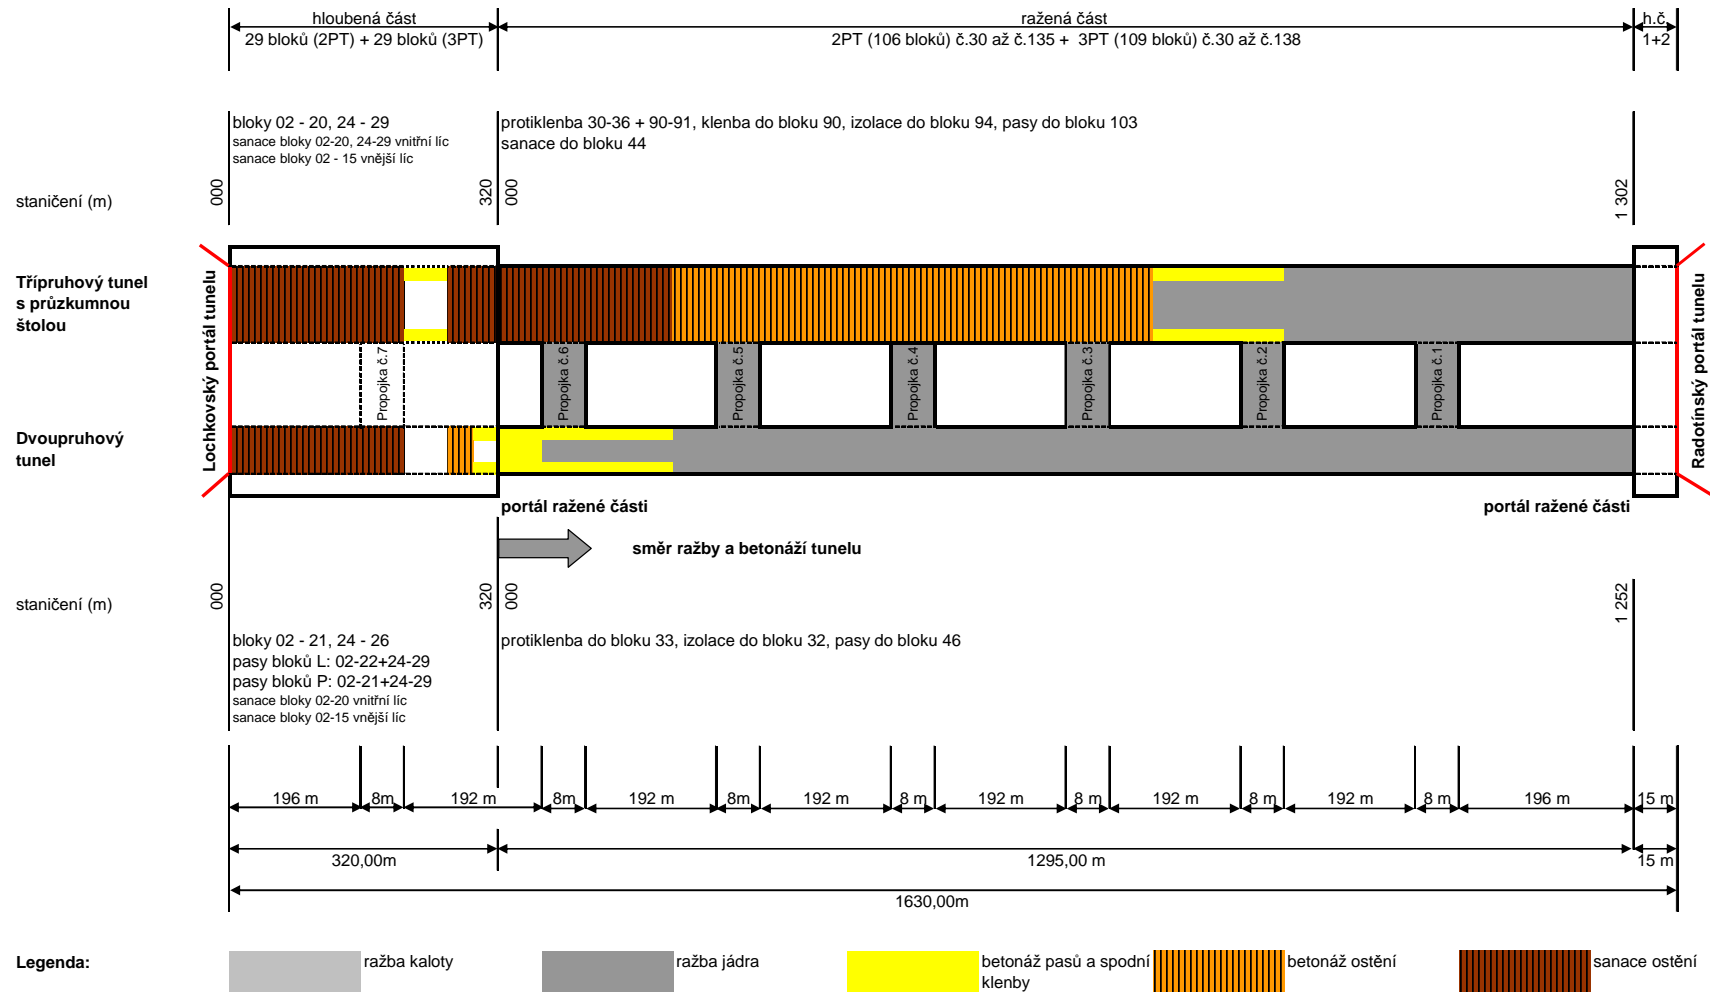 hloubená část
29 bloků (2PT) + 29 bloků (3PT)
ražená část
2PT (106 bloků) č.30 až č.135 + 3PT (109 bloků) č.30 až č.138
h.č.
1+2
bloky 02 - 20, 24 - 29
sanace bloky 02-20, 24-29 vnitřní líc
sanace bloky 02 - 15 vnější líc
protiklenba 30-36 + 90-91, klenba do bloku 90, izolace do bloku 94, pasy do bloku 103
sanace do bloku 44
staničení (m)
000
320
000
1 302
Třípruhový tunel
s průzkumnou
štolou
Lochkovský portál tunelu
Propojka č.7
Propojka č.6
Propojka č.5
Propojka č.4
Propojka č.3
Propojka č.2
Propojka č.1
Radotínský portál tunelu
Dvoupruhový
tunel
portál ražené části
portál ražené části
směr ražby a betonáží tunelu
staničení (m)
000
320
000
1 252
bloky 02 - 21, 24 - 26
pasy bloků L: 02-22+24-29
pasy bloků P: 02-21+24-29
sanace bloky 02-20 vnitřní líc
sanace bloky 02-15 vnější líc
protiklenba do bloku 33, izolace do bloku 32, pasy do bloku 46
196 m
8m
192 m
8m
192 m
8m
192 m
8 m
192 m
8 m
192 m
8 m
192 m
8 m
196 m
15 m
320,00m
1295,00 m
15 m
1630,00m
Legenda:
ražba kaloty
ražba jádra
betonáž pasů a spodní
klenby
betonáž ostění
sanace ostění